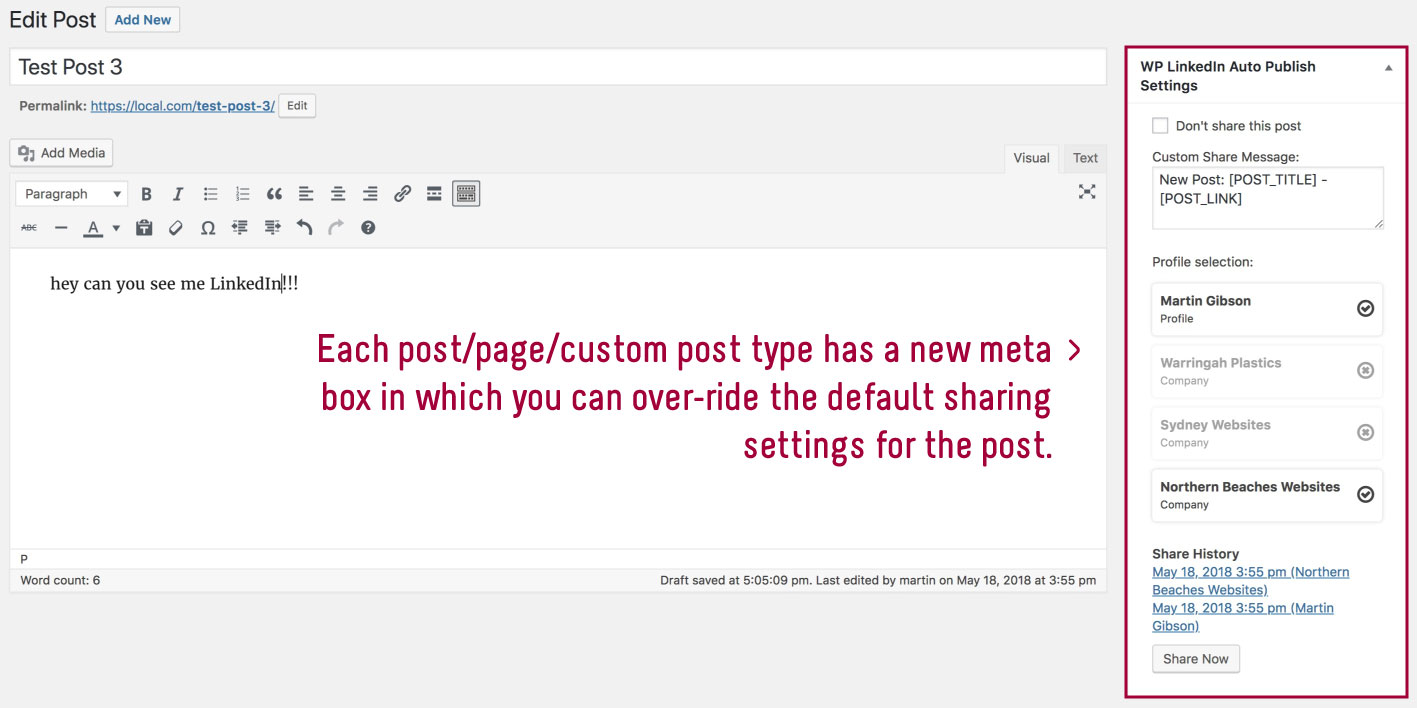 Edit Post Add New
Test Post 3
Permalink: https://local.com/test-post-3/ Edit
Add Media
Visual Text
Paragraph B I
ABC A Ω
hey can you see me LinkedIn!!!
Each post/page/custom post type has a new meta >
box in which you can over-ride the default sharing
settings for the post.
P
Word count: 6 Draft saved at 5:05:09 pm. Last edited by martin on May 18, 2018 at 3:55 pm
WP LinkedIn Auto Publish
Settings
Don't share this post
Custom Share Message:
New Post: [POST_TITLE] -
[POST_LINK]
Profile selection:
Martin Gibson
Profile
Warringah Plastics
Company
Sydney Websites
Company
Northern Beaches Websites
Company
Share History
May 18, 2018 3:55 pm (Northern
Beaches Websites)
May 18, 2018 3:55 pm (Martin
Gibson)
Share Now